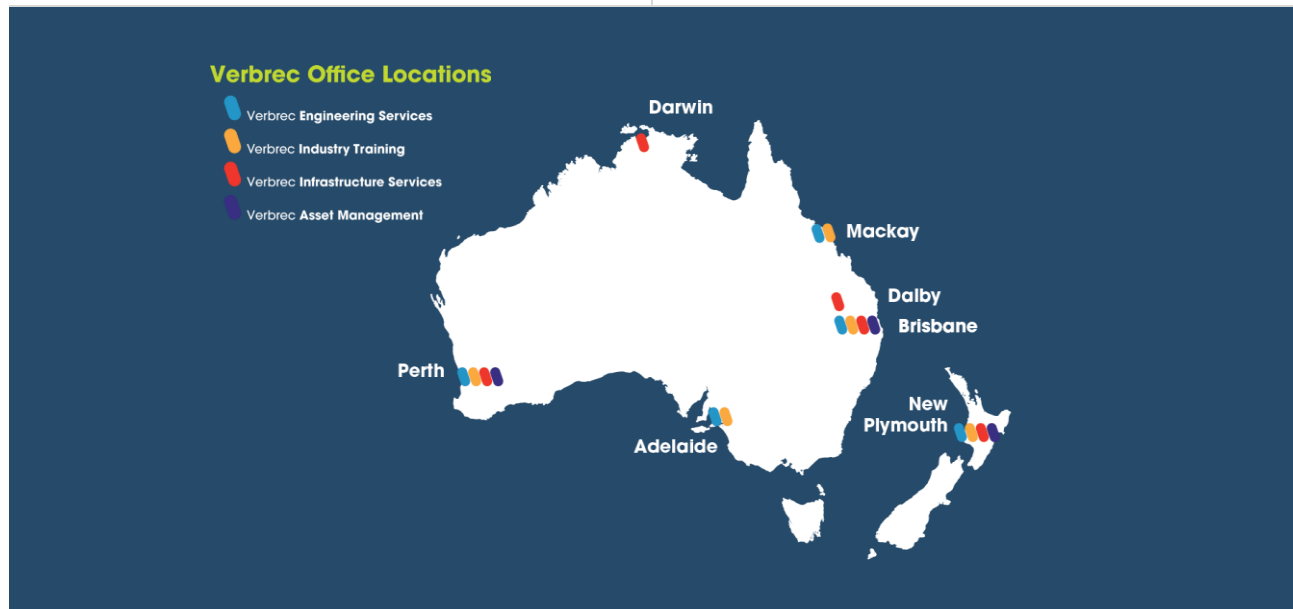 Verbrec Office Locations
Verbrec Engineering Services
Verbrec Industry Training
Verbrec Infrastructure Services
Verbrec Asset Management
Darwin
Mackay
Dalby
Brisbane
Perth
New
Plymouth
Adelaide